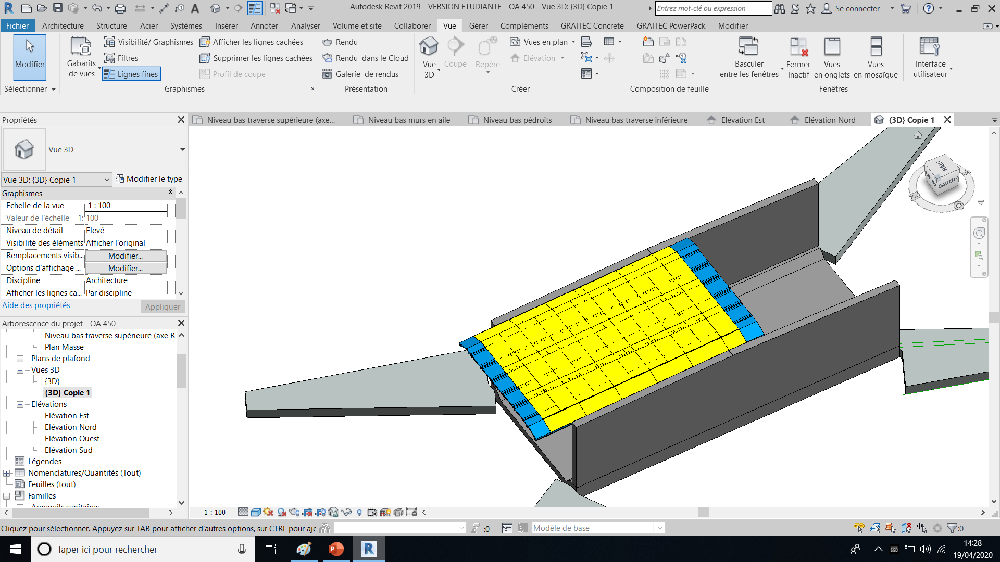 Autodesk Revit 2019 - VERSION ETUDIANTE - OA 450 - Vue 3D: {3D} Copie 1
Entrez mot-clé ou expression
Se connecter
Fichier Architecture Structure Acier Systèmes Insérer Annoter Analyser Volume et site Collaborer Vue Gérer Compléments GRAITEC Concrete GRAITEC PowerPack Modifier
Modifier
Sélectionner
Gabarits
de vues
Visibilité/ Graphismes
Filtres
Lignes fines
Afficher les lignes cachées
Supprimer les lignes cachées
Profil de coupe
Graphismes
Rendu
Rendu dans le Cloud
Galerie de rendus
Présentation
Vue
3D
Coupe
Repère
Vues en plan
Elévation
Créer
Composition de feuille
Basculer
entre les fenêtres
Fermer
Inactif
Vues
en onglets
Vues
en mosaïque
Fenêtres
Interface
utilisateur
Propriétés
Vue 3D
Vue 3D: {3D} Copie 1
Modifier le type
Graphismes
Echelle de la vue 1 : 100
Valeur de l'échelle 1: 100
Niveau de détail Elevé
Visibilité des éléments Afficher l'original
Remplacements visib... Modifier...
Options d'affichage ... Modifier...
Discipline Architecture
Afficher les lignes ca... Par discipline
Aide des propriétés
Appliquer
Arborescence du projet - OA 450
Niveau bas traverse supérieure (axe R
Plan Masse
Plans de plafond
Vues 3D
{3D}
{3D} Copie 1
Elévations
Elévation Est
Elévation Nord
Elévation Ouest
Elévation Sud
Légendes
Nomenclatures/Quantités (Tout)
Feuilles (tout)
Familles
Appareils sanitaires
Niveau bas traverse supérieure (axe...
Niveau bas murs en aile
Niveau bas pédroits
Niveau bas traverse inférieure
Elévation Est
Elévation Nord
{3D} Copie 1
HAUT
GAUCHE
1 : 100
Cliquez pour sélectionner. Appuyez sur TAB pour afficher d'autres options, sur CTRL pour ajo
:0
Modèle de base
:0
Taper ici pour rechercher
14:28
19/04/2020